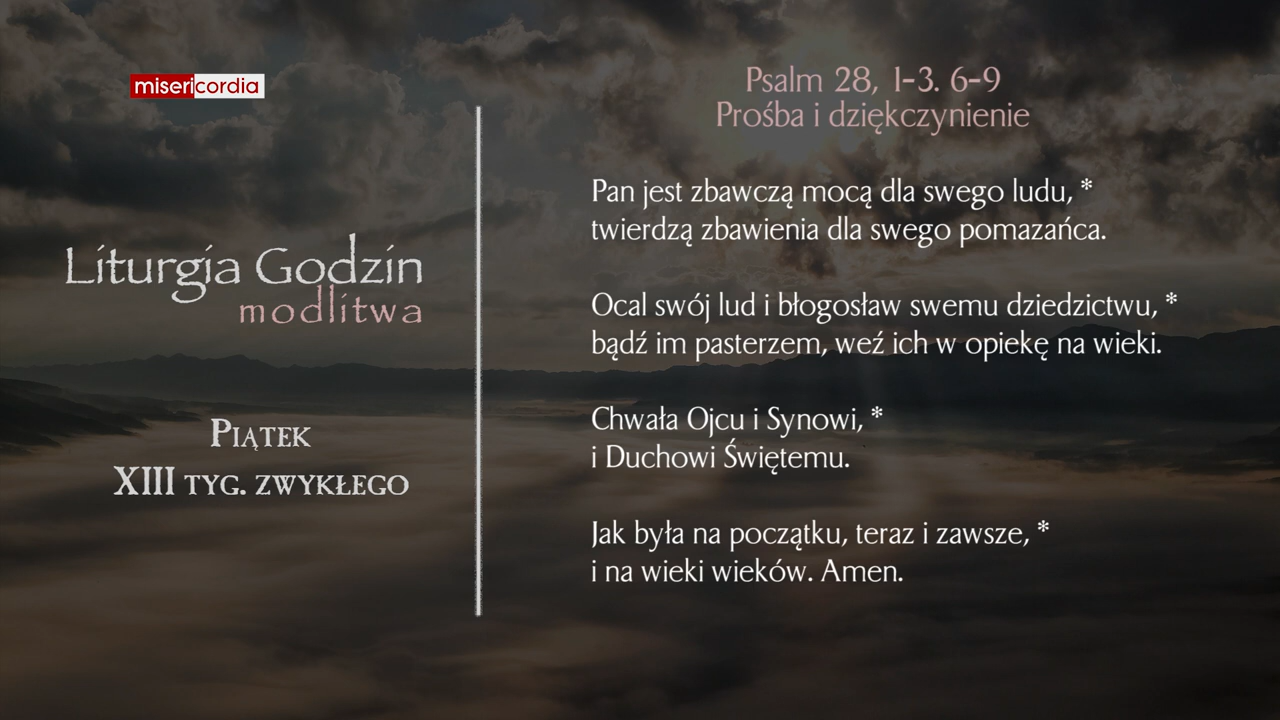 misericordia
Liturgia Godzin
modlitwa
Piątek
XIII tyg. zwykłego
Psalm 28, 1-3. 6-9
Prośba i dziękczynienie
Pan jest zbawczą mocą dla swego ludu, *
twierdzą zbawienia dla swego pomazańca.
Ocal swój lud i błogosław swemu dziedzictwu, *
bądź im pasterzem, weź ich w opiekę na wieki.
Chwała Ojcu i Synowi, *
i Duchowi Świętemu.
Jak była na początku, teraz i zawsze, *
i na wieki wieków. Amen.